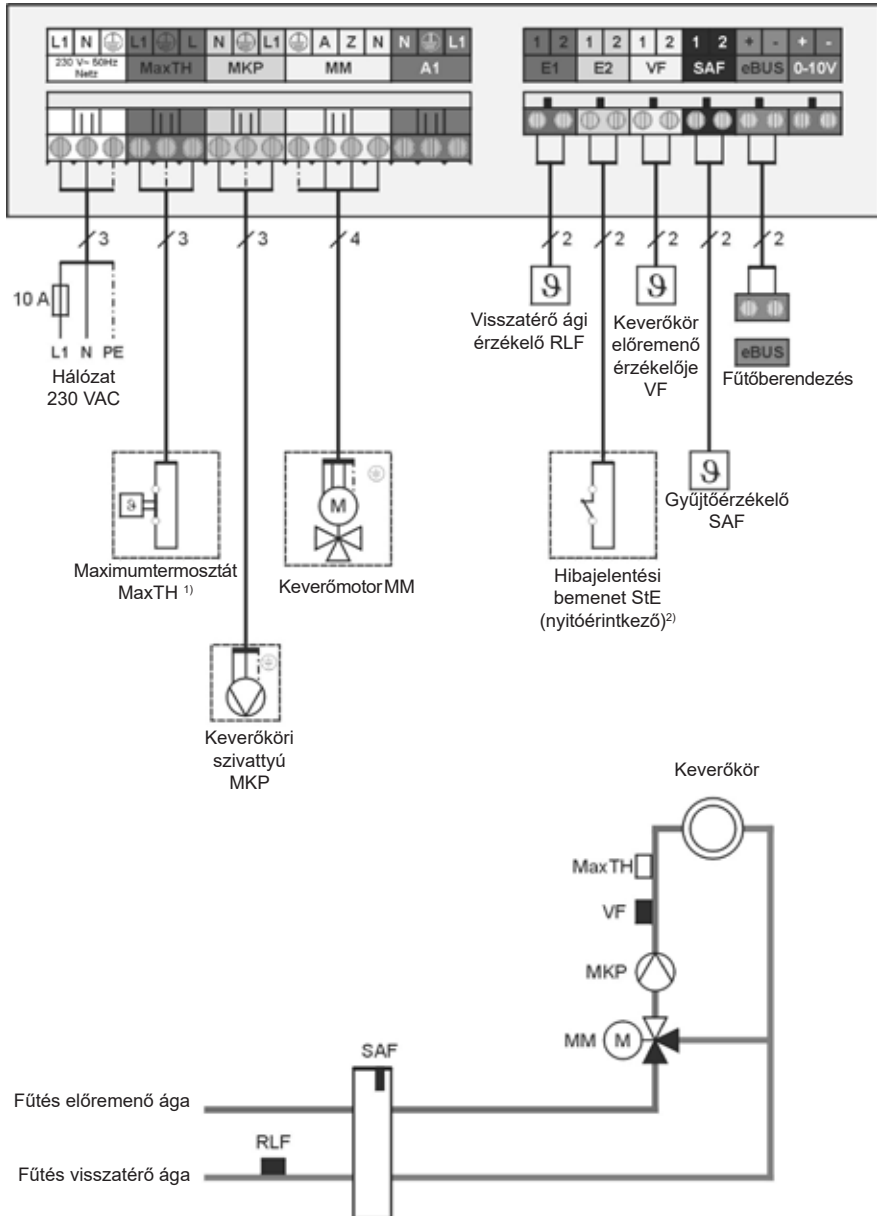 L1 N L1 L N L1 A Z N N L1
230 V~ 50Hz
Netz
MaxTH MKP MM A1
1 2 1 2 1 2 1 2 + - + -
E1 E2 VF SAF eBUS 0-10V
3 3 3 4 2 2 2 2 2
10 A
L1 N PE
Hálózat
230 VAC
ϑ
Visszatérő ági
érzékelő RLF
ϑ
Keverőkör
előremenő
érzékelője
VF
eBUS
Fűtőberendezés
ϑ
Maximumtermosztát
MaxTH 1)
M
Keverőmotor MM
ϑ
Gyűjtőérzékelő
SAF
Hibajelentési
bemenet StE
(nyitóérintkező)2)
Keverőköri
szivattyú
MKP
Keverőkör
MaxTH
VF
MKP
MM M
SAF
Fűtés előremenő ága
RLF
Fűtés visszatérő ága